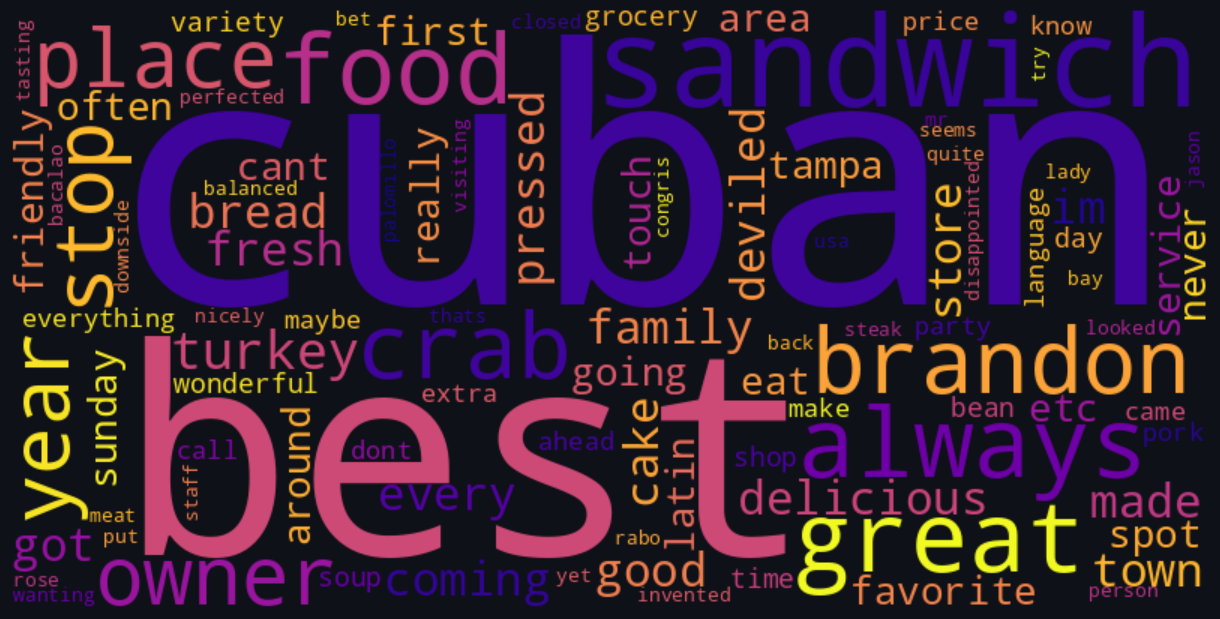 tasting
variety
bet
first
closed
grocery
area
price
know
place
food
sandwich
try
often
perfected
cuban
mr
friendly
stop
bacalao
downside
cant
balanced
bread
fresh
palomillo
really
visiting
pressed
touch
congris
deviled
tampa
usa
seems
quite
store
disappointed
language
lady
im
day
bay
service
jason
never
everything
nicely
maybe
thats
family
steak
party
looked
year
sunday
turkey
crab
back
brandon
wonderful
going
eat
extra
best
make
bean
etc
came
call
staff
around
dont
every
ahead
cake
latin
shop
always
pork
delicious
made
meat
put
great
spot
got
rabo
town
owner
soup
coming
yet
good
time
favorite
rose
wanting
invented
person